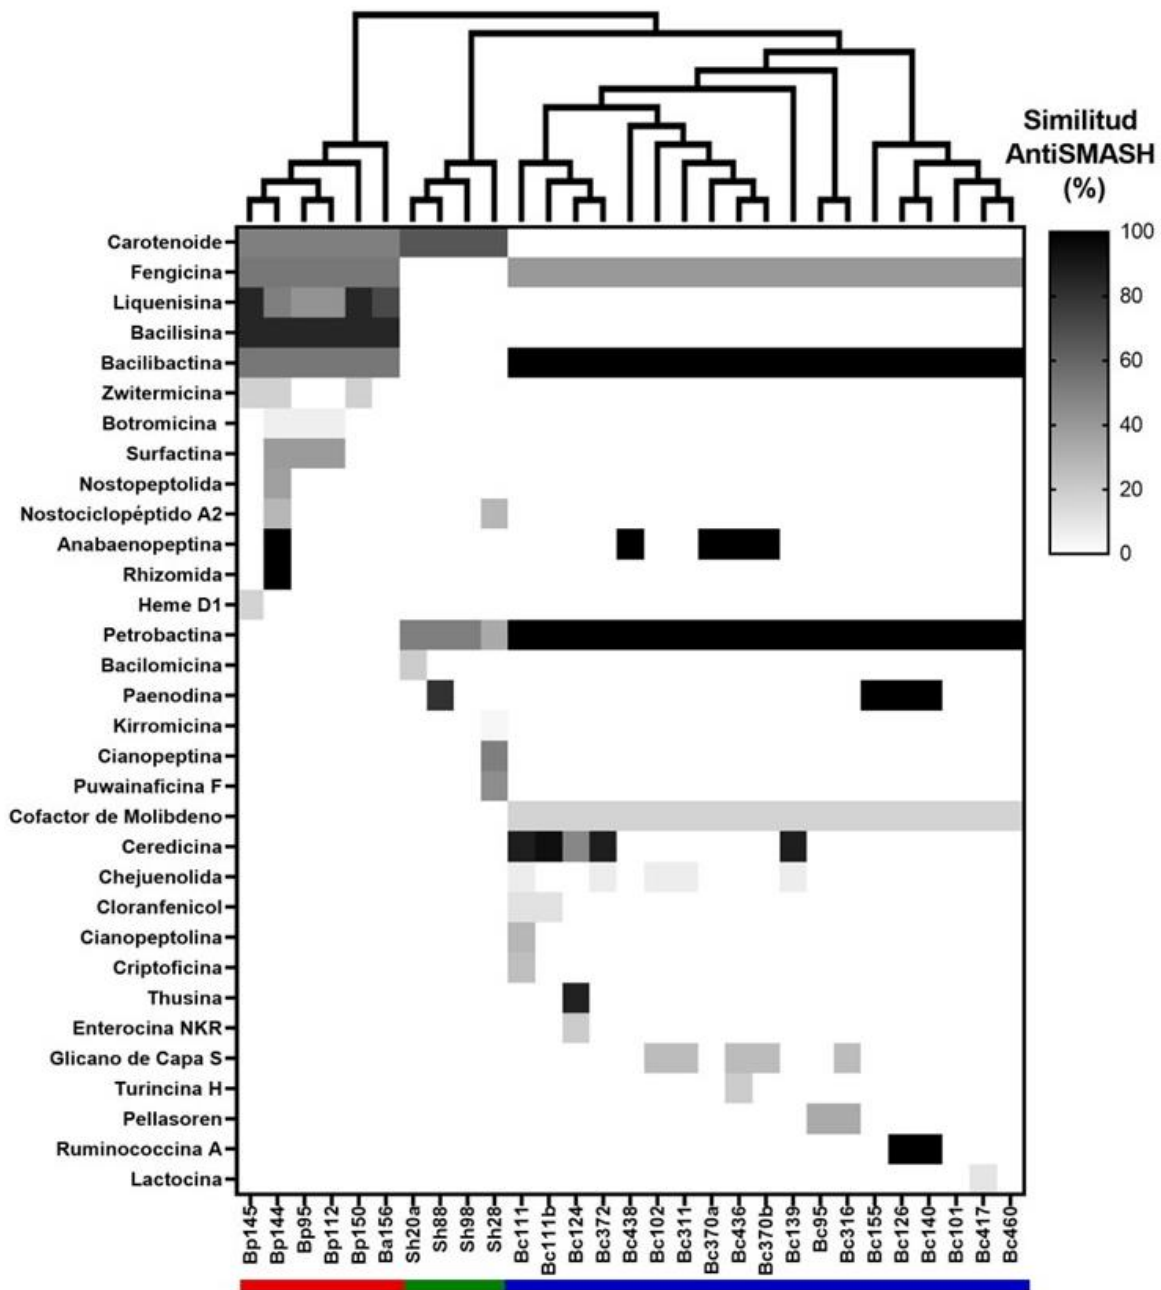 Similitud
AntiSMASH
(%)
100
80
60
40
20
0
Carotenoide
Fengicina
Liquenisina
Bacilisina
Bacilibactina
Zwitermicina
Botromicina
Surfactina
Nostopeptolida
Nostociclopéptido A2
Anabaenopeptina
Rhizomida
Heme D1
Petrobactina
Bacilomicina
Paenodina
Kirromicina
Cianopeptina
Puwainaficina F
Cofactor de Molibdeno
Ceredicina
Chejuenolida
Cloranfenicol
Cianopeptolina
Criptoficina
Thusina
Enterocina NKR
Glicano de Capa S
Turincina H
Pellasoren
Ruminococcina A
Lactocina
Bp145
Bp144
Bp95
Bp112
Bp150
Ba156
Sh20a
Sh88
Sh98
Sh28
Bc111
Bc111b
Bc124
Bc372
Bc438
Bc102
Bc311
Bc370a
Bc436
Bc370b
Bc139
Bc95
Bc316
Bc155
Bc126
Bc140
Bc101
Bc417
Bc460